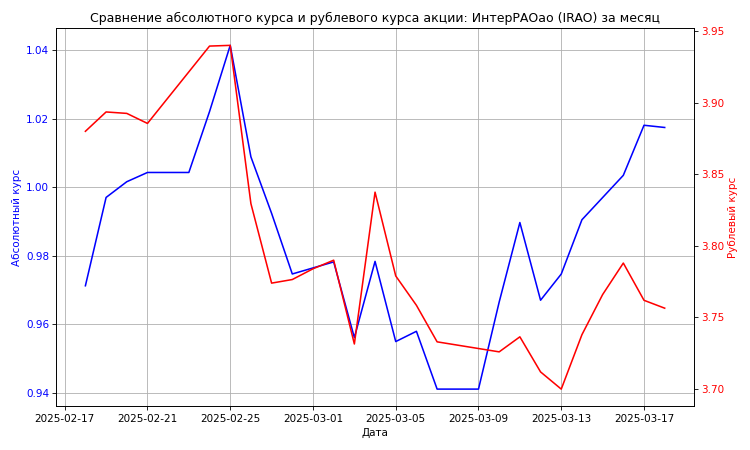 Сравнение абсолютного курса и рублевого курса акции: ИнтерРАОао (IRAO) за месяц
1.04
1.02
1.00
0.98
0.96
0.94
Абсолютный курс
3.95
3.90
3.85
3.80
3.75
3.70
Рублевый курс
2025-02-17 2025-02-21 2025-02-25 2025-03-01 2025-03-05 2025-03-09 2025-03-13 2025-03-17
Дата